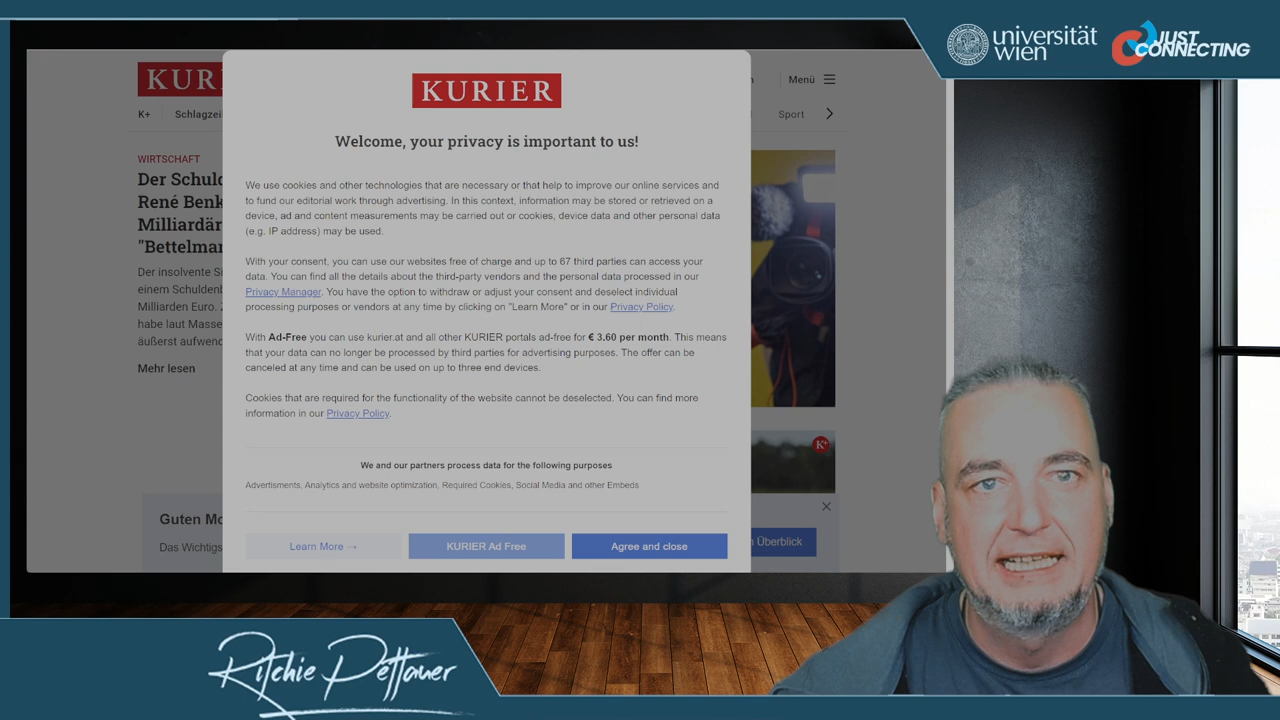 universität
wien
JUST
CONNECTING
KUR
Menü
K+
Schlagzei
Sport
WIRTSCHAFT
Der Schuld
René Benk
Milliardär
"Bettelmar
Der insolvente Si
einem Schuldenb
Milliarden Euro. Z
habe laut Masse
äußerst aufwend
Mehr lesen
Guten Mo
Das Wichtigs
KURIER
Welcome, your privacy is important to us!
We use cookies and other technologies that are necessary or that help to improve our online services and
to fund our editorial work through advertising. In this context, information may be stored or retrieved on a
device, ad and content measurements may be carried out or cookies, device data and other personal data
(e.g. IP address) may be used.
With your consent, you can use our websites free of charge and up to 67 third parties can access your
data. You can find all the details about the third-party vendors and the personal data processed in our
Privacy Manager. You have the option to withdraw or adjust your consent and deselect individual
processing purposes or vendors at any time by clicking on "Learn More" or in our Privacy Policy.
With Ad-Free you can use kurier.at and all other KURIER portals ad-free for € 3.60 per month. This means
that your data can no longer be processed by third parties for advertising purposes. The offer can be
canceled at any time and can be used on up to three end devices.
Cookies that are required for the functionality of the website cannot be deselected. You can find more
information in our Privacy Policy.
We and our partners process data for the following purposes
Advertisments, Analytics and website optimization, Required Cookies, Social Media and other Embeds
Learn More →
KURIER Ad Free
Agree and close
K+
Überblick
Ritchie Pettauer